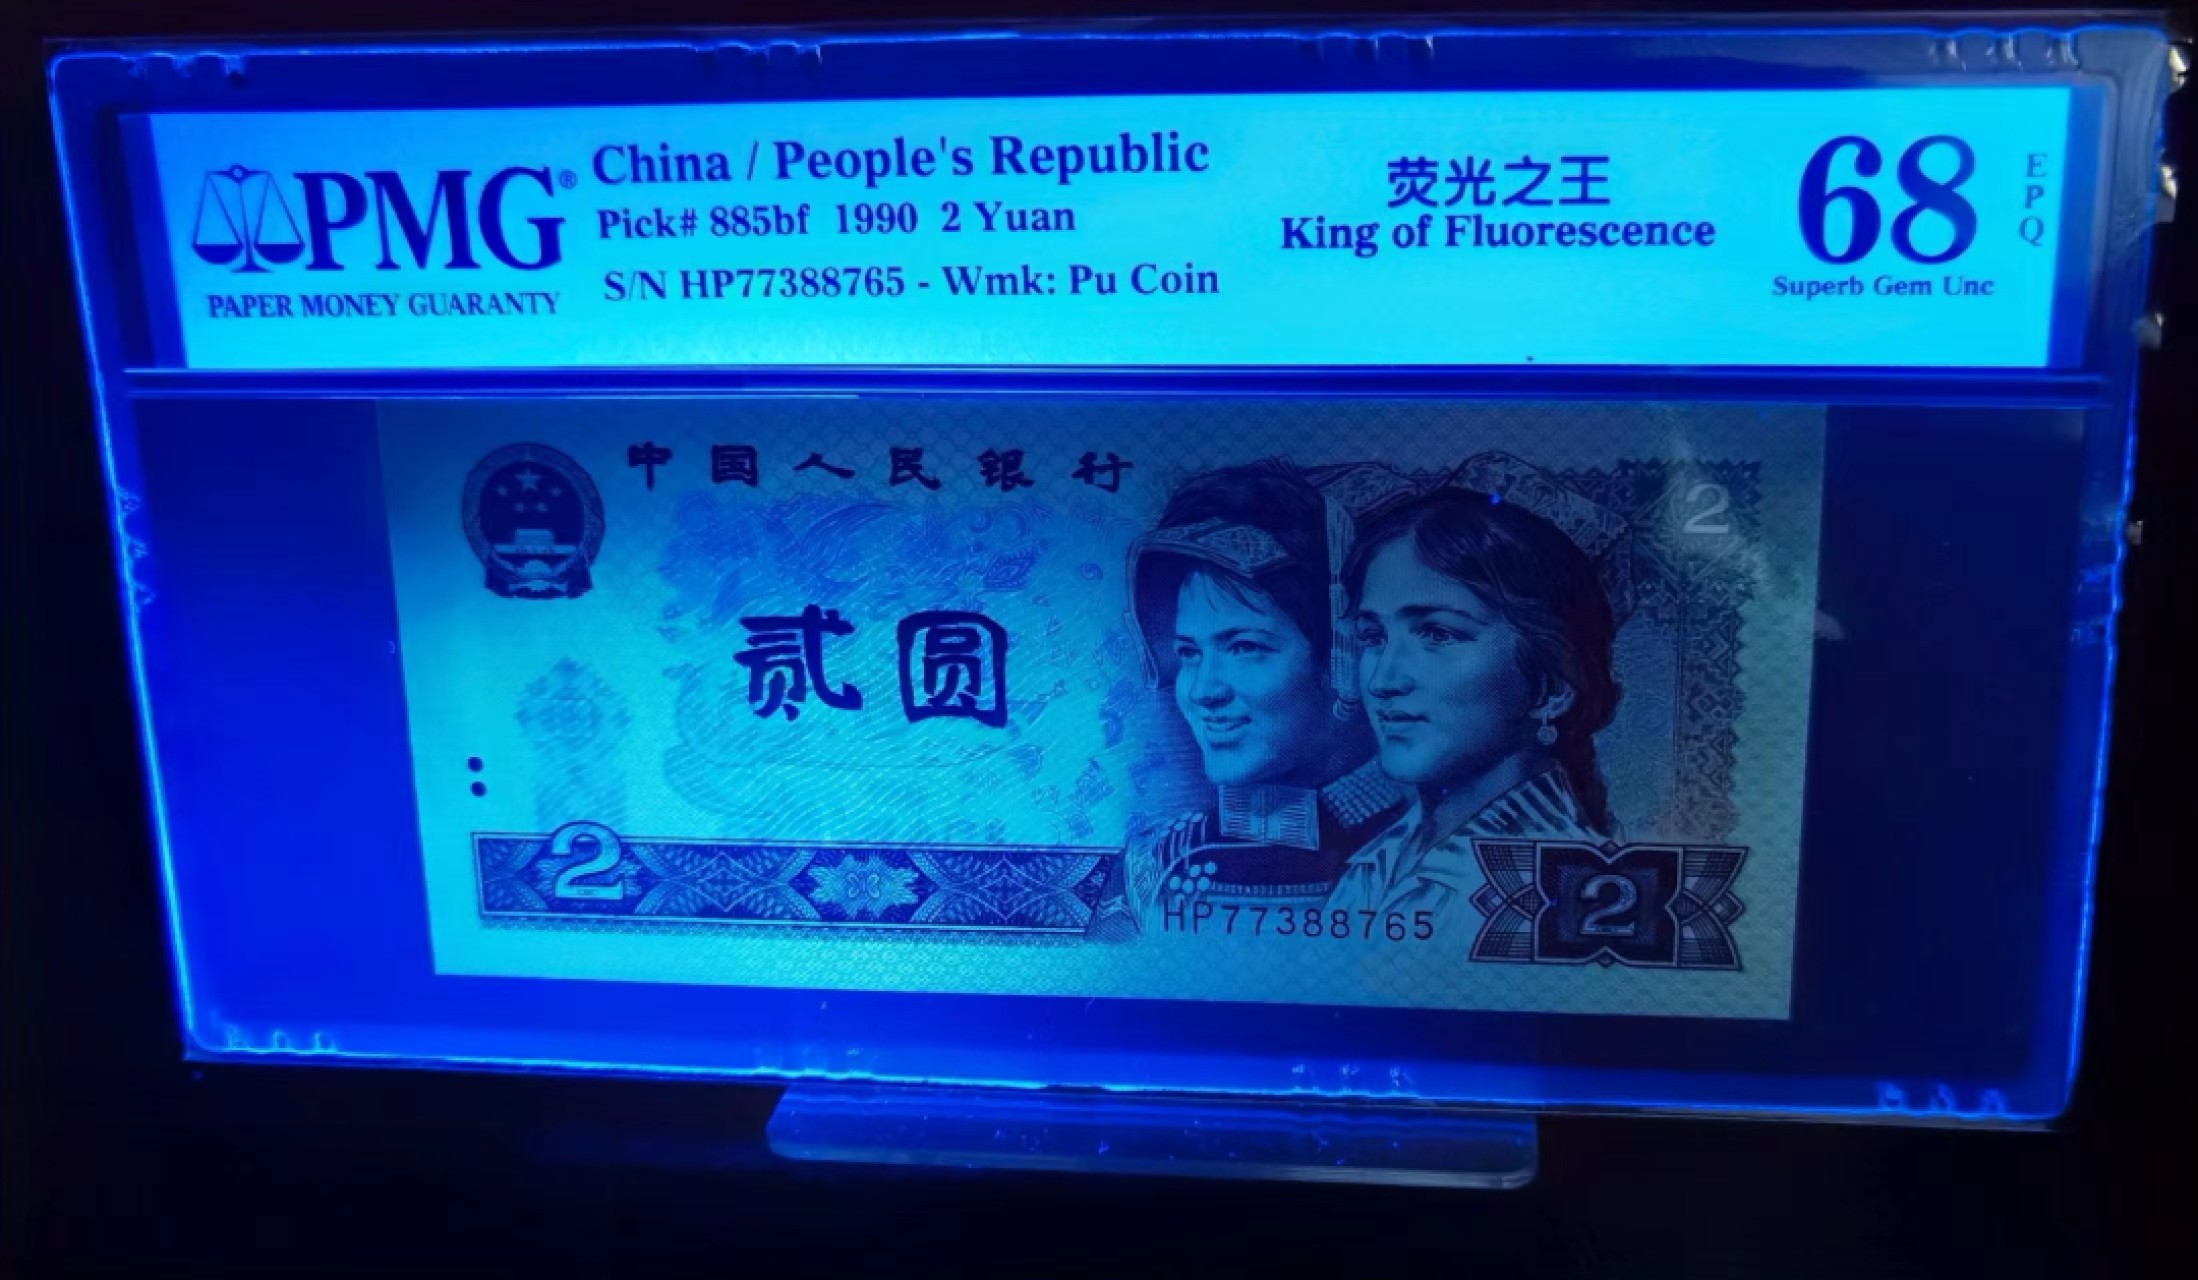 PMG®
PAPER MONEY GUARANTY
China / People's Republic
Pick# 885bf 1990 2 Yuan
S/N HP77388765 - Wmk: Pu Coin
荧光之王
King of Fluorescence
68
EPQ
Superb Gem Unc
中国人民银行
2
贰圆
2
HP77388765
2